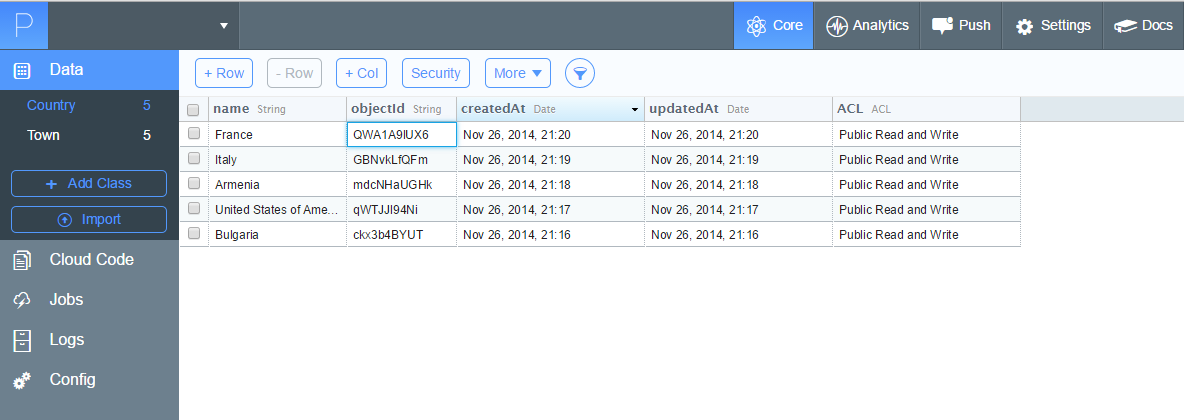 P Core Analytics Push Settings Docs
Data + Row - Row + Col Security More
Country 5
Town 5
+ Add Class
Import
Cloud Code
Jobs
Logs
Config
name String objectId String createdAt Date updatedAt Date ACL ACL
France QWA1A9IUX6 Nov 26, 2014, 21:20 Nov 26, 2014, 21:20 Public Read and Write
Italy GBNvkLfQFm Nov 26, 2014, 21:19 Nov 26, 2014, 21:19 Public Read and Write
Armenia mdcNHaUGHk Nov 26, 2014, 21:18 Nov 26, 2014, 21:18 Public Read and Write
United States of Ame... qWTJJI94Ni Nov 26, 2014, 21:17 Nov 26, 2014, 21:17 Public Read and Write
Bulgaria ckx3b4BYUT Nov 26, 2014, 21:16 Nov 26, 2014, 21:16 Public Read and Write